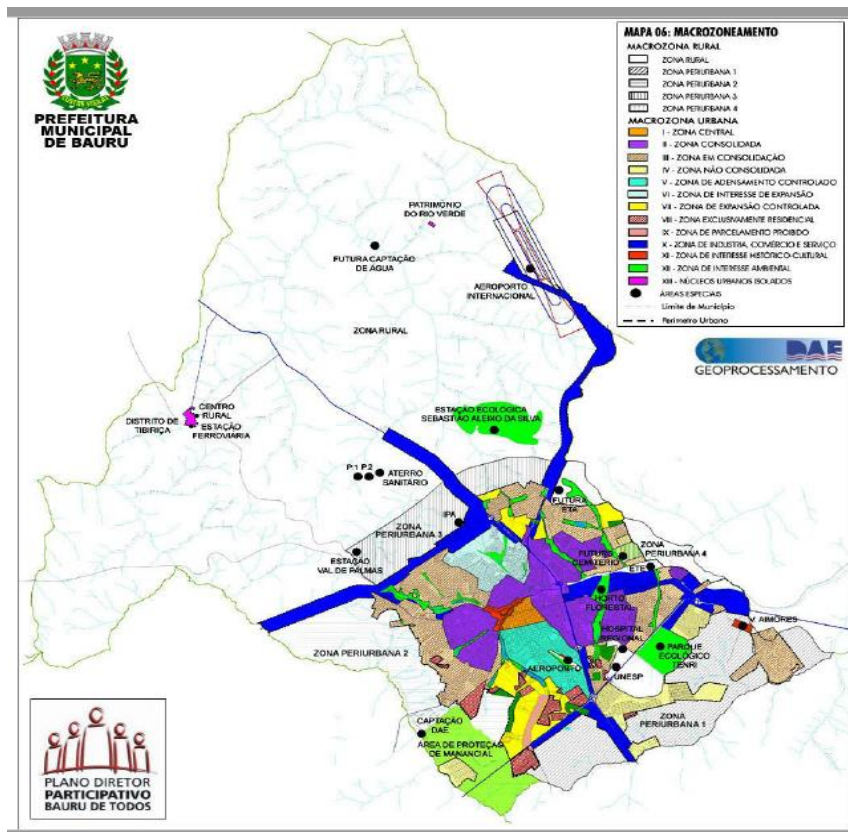 PREFEITURA
MUNICIPAL
DE BAURU
MAPA 06: MACROZONEAMENTO
MACROZONA RURAL
ZONA RURAL
ZONA PERIURBANA 1
ZONA PERIURBANA 2
ZONA PERIURBANA 3
ZONA PERIURBANA 4
MACROZONA URBANA
I - ZONA CENTRAL
II - ZONA CONSOLIDADA
III - ZONA EM CONSOLIDAÇÃO
IV - ZONA NÃO CONSOLIDADA
V - ZONA DE ADENSAMENTO CONTROLADO
VI - ZONA DE INTERESSE DE EXPANSÃO
VII - ZONA DE EXPANSÃO CONTROLADA
VIII - ZONA EXCLUSIVAMENTE RESIDENCIAL
IX - ZONA DE PARCELAMENTO PROIBIDO
X - ZONA DE INDUSTRIA, COMÉRCIO E SERVIÇO
XI - ZONA DE INTERESSE HISTÓRICO-CULTURAL
XII - ZONA DE INTERESSE AMBIENTAL
XIII - NÚCLEOS URBANOS ISOLADOS
ÁREAS ESPECIAIS
Limite de Município
Perímetro Urbano
DAE
GEOPROCESSAMENTO
PATRIMÔNIO
DO RIO VERDE
FUTURA CAPTAÇÃO
DE ÁGUA
AEROPORTO
INTERNACIONAL
ZONA RURAL
CENTRO
RURAL
DISTRITO DE
TIBIRIÇA
ESTAÇÃO
FERROVIARIA
ESTAÇÃO ECOLÓGICA
SEBASTIÃO ALEIXO DA SILVA
P.1 P.2
ATERRO
SANITÁRIO
IPA
FUTURA
ETA
ZONA
PERIURBANA 3
ESTAÇÃO
VAL DE PALMAS
FUTURO
CEMITERIO
ZONA
PERIURBANA 4
ETE
HORTO
FLORESTAL
V. AIMORES
HOSPITAL
REGIONAL
ZONA PERIURBANA 2
AEROPORTO
UNESP
PARQUE
ECOLÓGICO
TENRI
CAPTAÇÃO
DAE
ÁREA DE PROTEÇAO
DE MANANCIAL
ZONA
PERIURBANA 1
PLANO DIRETOR
PARTICIPATIVO
BAURU DE TODOS